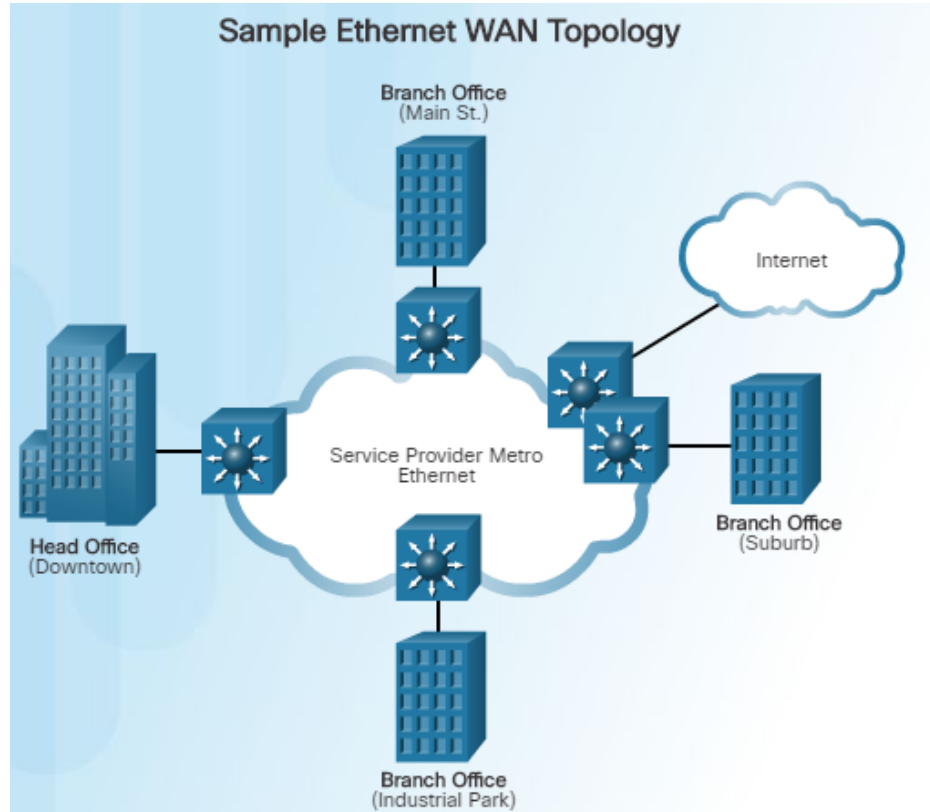 Sample Ethernet WAN Topology
Branch Office
(Main St.)
Internet
Service Provider Metro
Ethernet
Head Office
(Downtown)
Branch Office
(Suburb)
Branch Office
(Industrial Park)